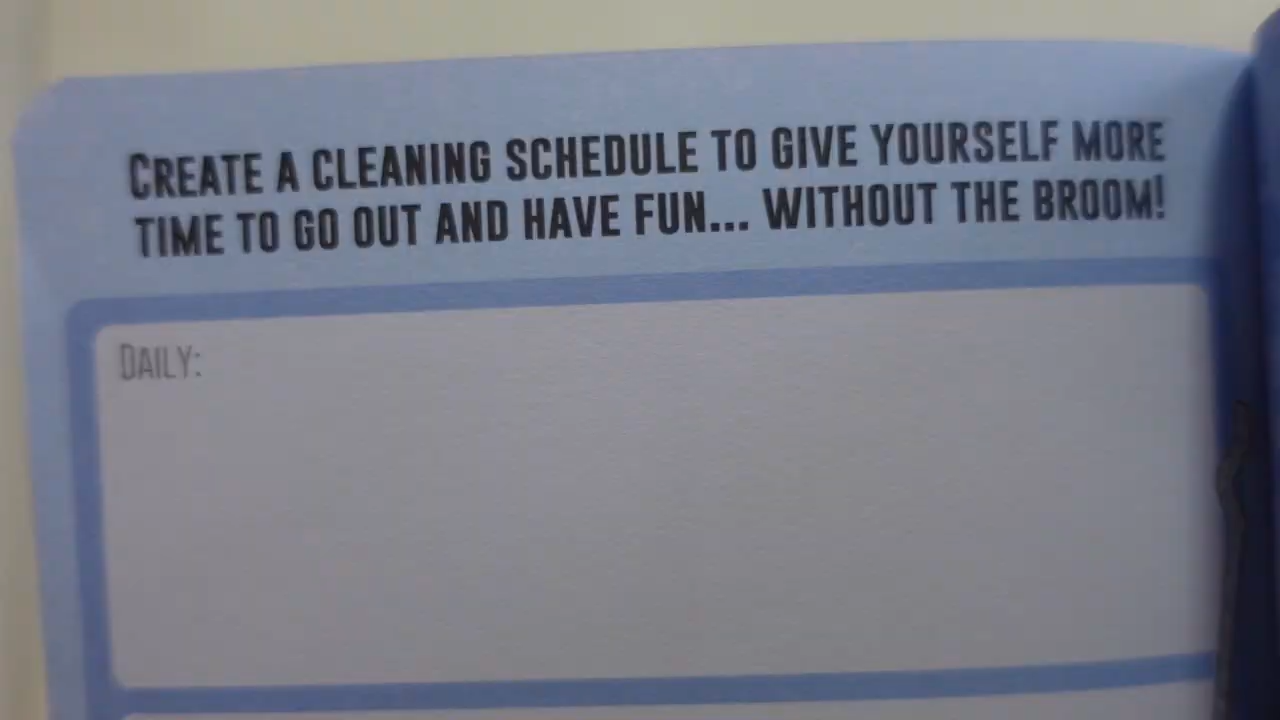 CREATE A CLEANING SCHEDULE TO GIVE YOURSELF MORE
TIME TO GO OUT AND HAVE FUN... WITHOUT THE BROOM!
DAILY: